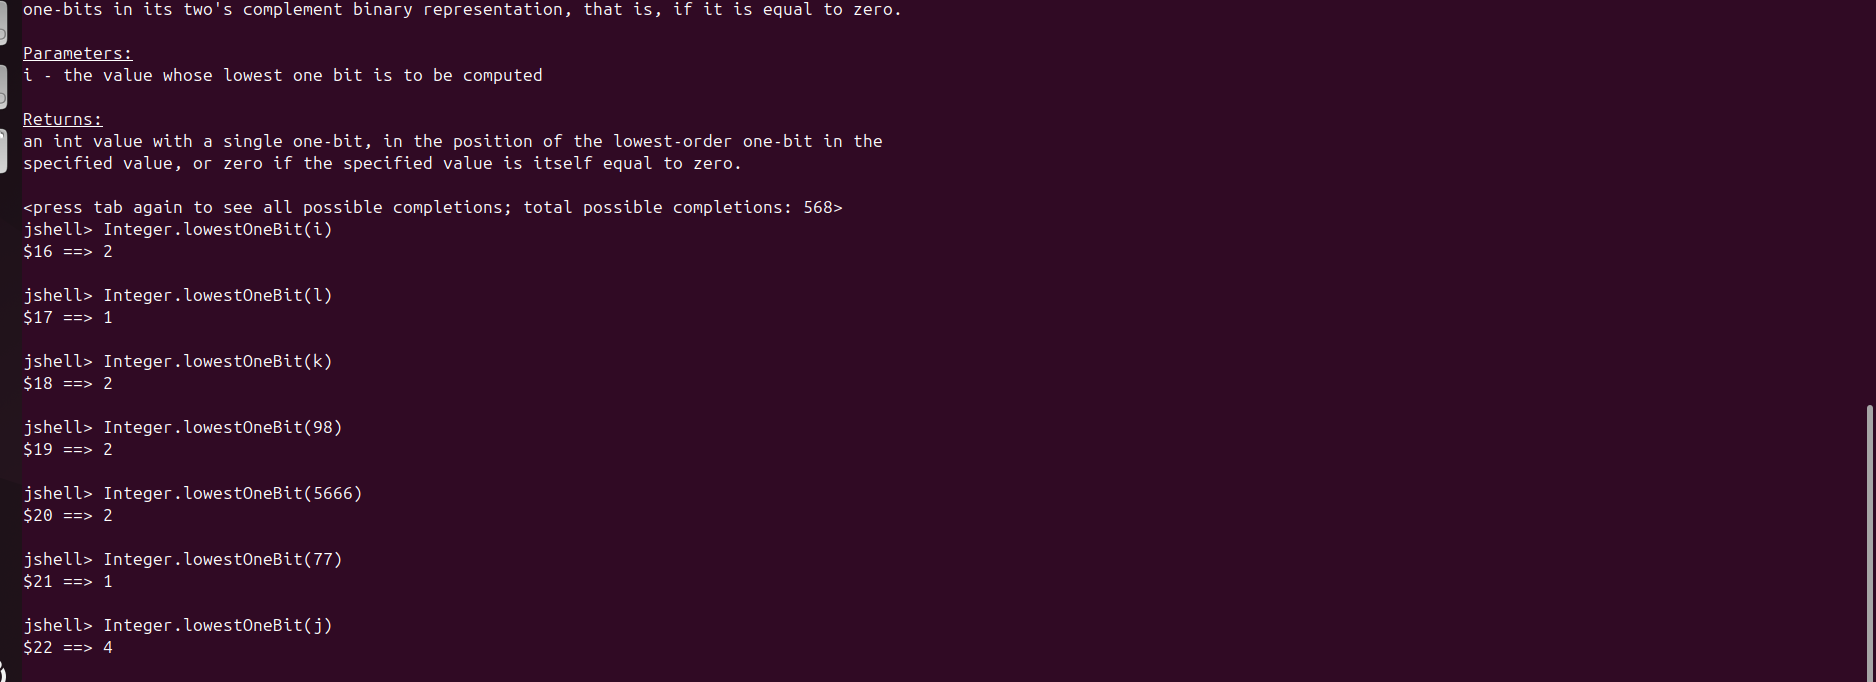 one-bits in its two's complement binary representation, that is, if it is equal to zero.
Parameters:
i - the value whose lowest one bit is to be computed
Returns:
an int value with a single one-bit, in the position of the lowest-order one-bit in the
specified value, or zero if the specified value is itself equal to zero.
<press tab again to see all possible completions; total possible completions: 568>
jshell> Integer.lowestOneBit(i)
$16 ==> 2
jshell> Integer.lowestOneBit(l)
$17 ==> 1
jshell> Integer.lowestOneBit(k)
$18 ==> 2
jshell> Integer.lowestOneBit(98)
$19 ==> 2
jshell> Integer.lowestOneBit(5666)
$20 ==> 2
jshell> Integer.lowestOneBit(77)
$21 ==> 1
jshell> Integer.lowestOneBit(j)
$22 ==> 4